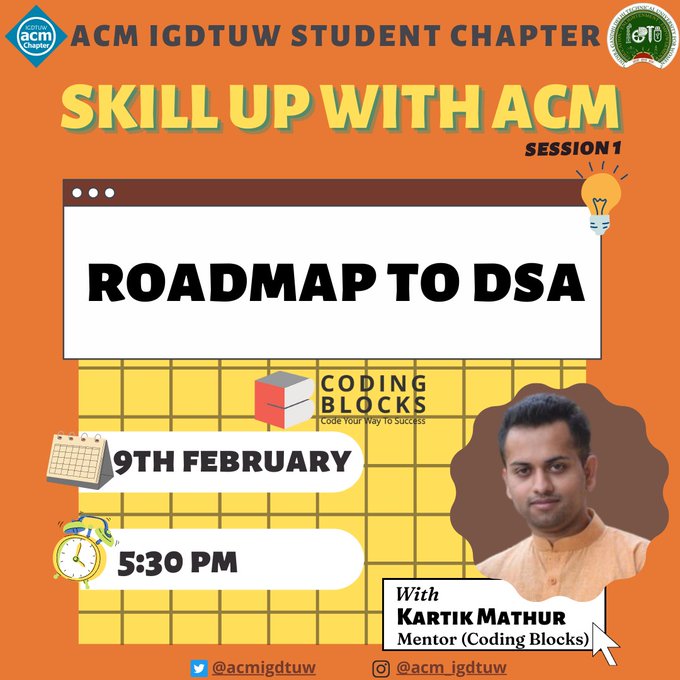 IGDTUW
acm
Chapter
ACM IGDTUW STUDENT CHAPTER
SKILL UP WITH ACM
SESSION 1
ROADMAP TO DSA
CODING
BLOCKS
Code Your Way To Success
9TH FEBRUARY
5:30 PM
With
KARTIK MATHUR
Mentor (Coding Blocks)
@acmigdtuw
@acm_igdtuw